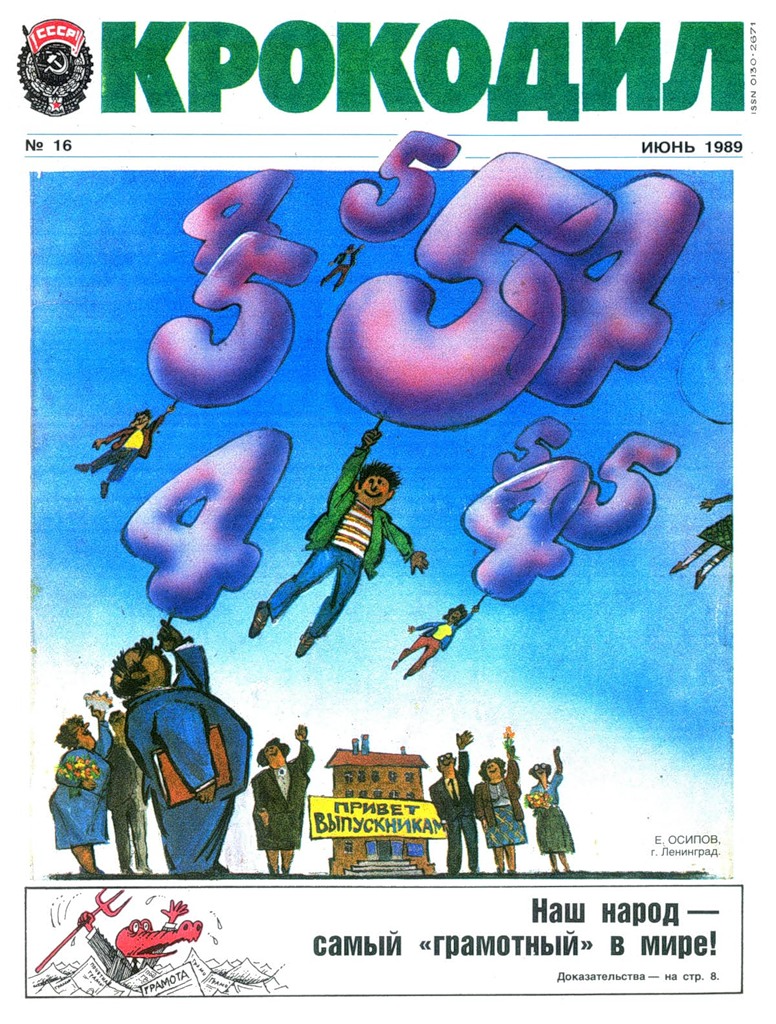 СССР
КРОКОДИЛ
ISSN 0130-2671
№ 16
ИЮНЬ 1989
4
5
5
5
4
4
5
4
5
ПРИВЕТ
ВЫПУСКНИКАМ
Е. ОСИПОВ,
г. Ленинград.
ГРАМОТА
Наш народ —
самый «грамотный» в мире!
Доказательства — на стр. 8.